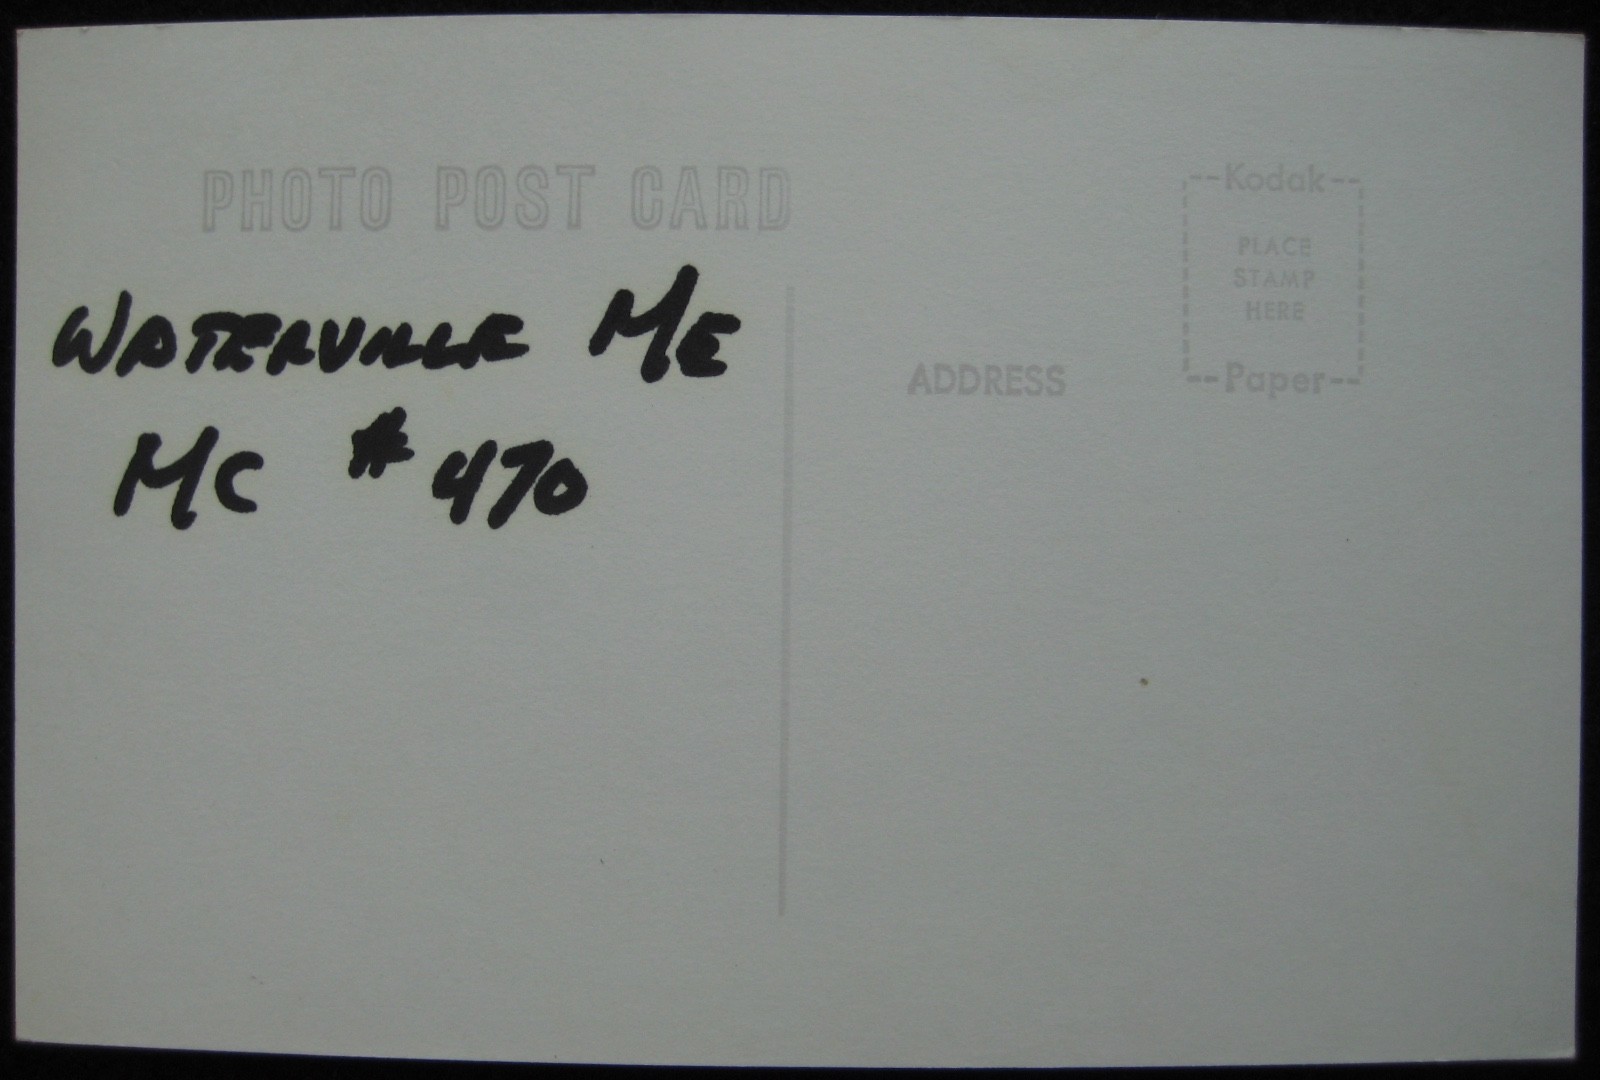 PHOTO POST CARD
--Kodak--
PLACE
STAMP
HERE
--Paper--
ADDRESS
WATERVILLE ME
MC # 470